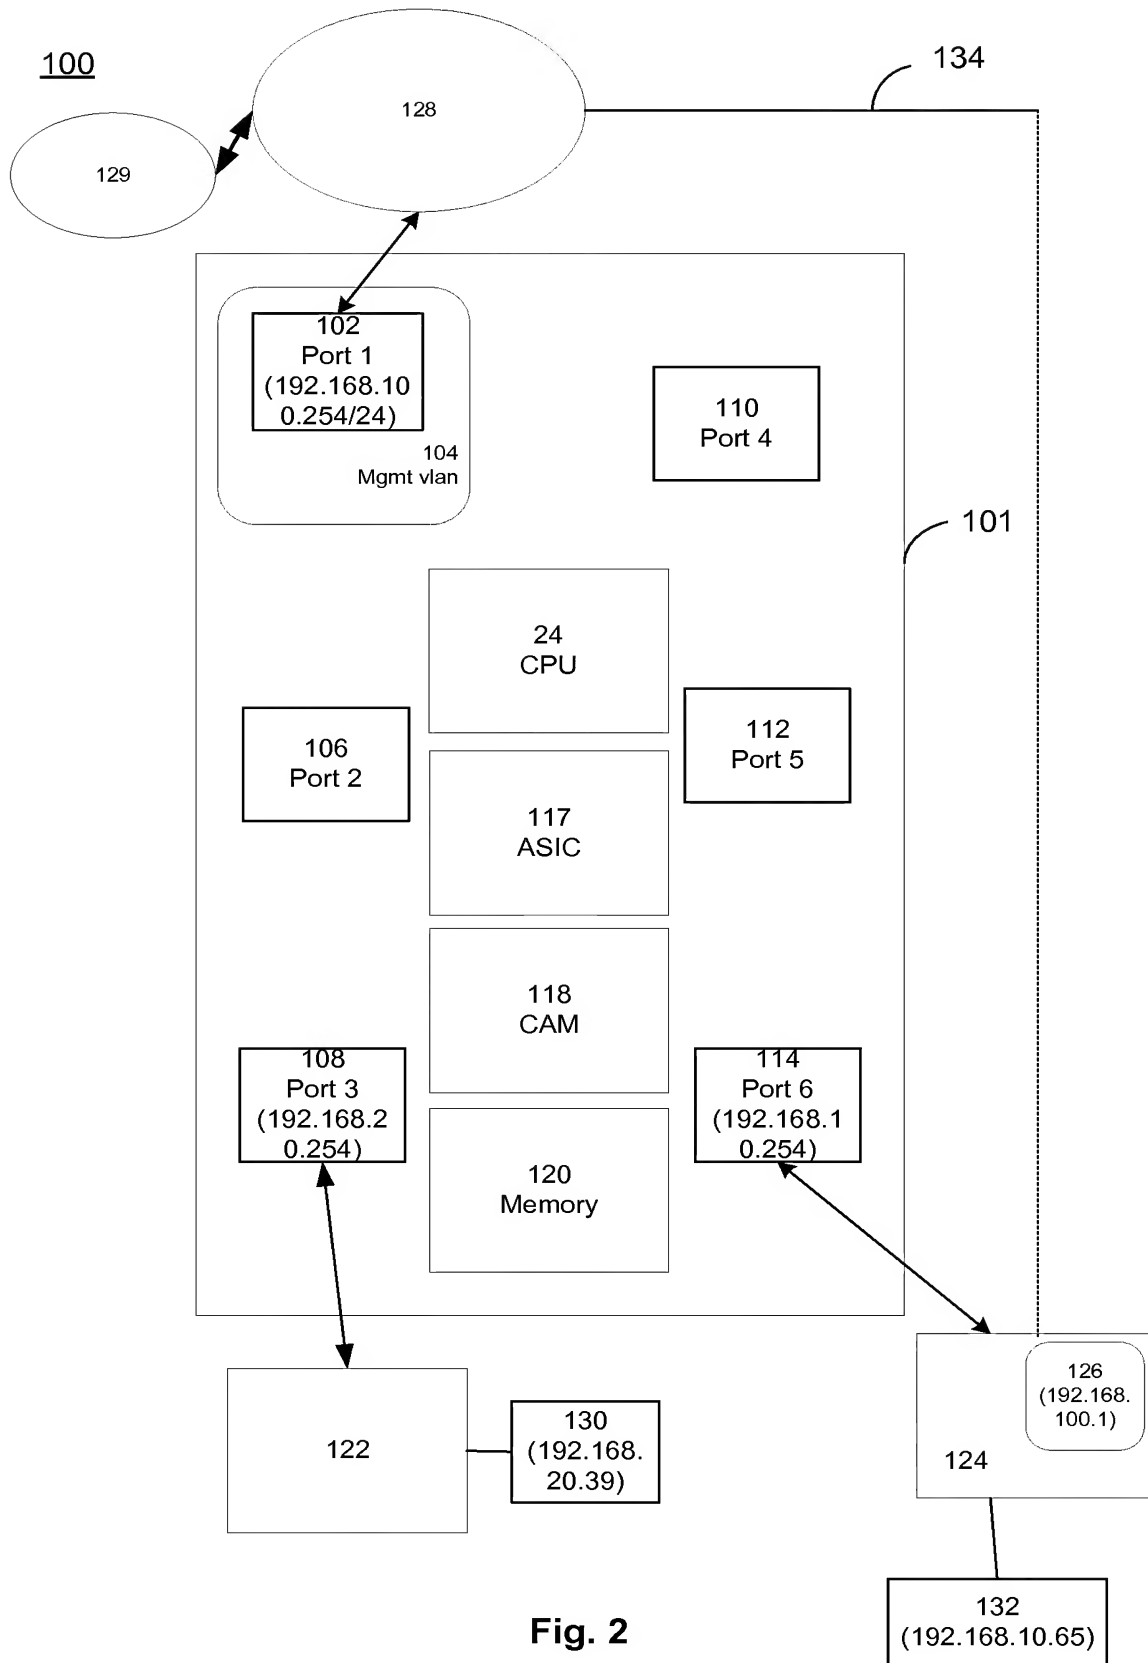 100
134
128
129
102
Port 1
(192.168.10
0.254/24)
104
Mgmt vlan
110
Port 4
101
24
CPU
106
Port 2
112
Port 5
117
ASIC
118
CAM
108
Port 3
(192.168.2
0.254)
114
Port 6
(192.168.1
0.254)
120
Memory
122
130
(192.168.
20.39)
126
(192.168.
100.1)
124
132
(192.168.10.65)
Fig. 2